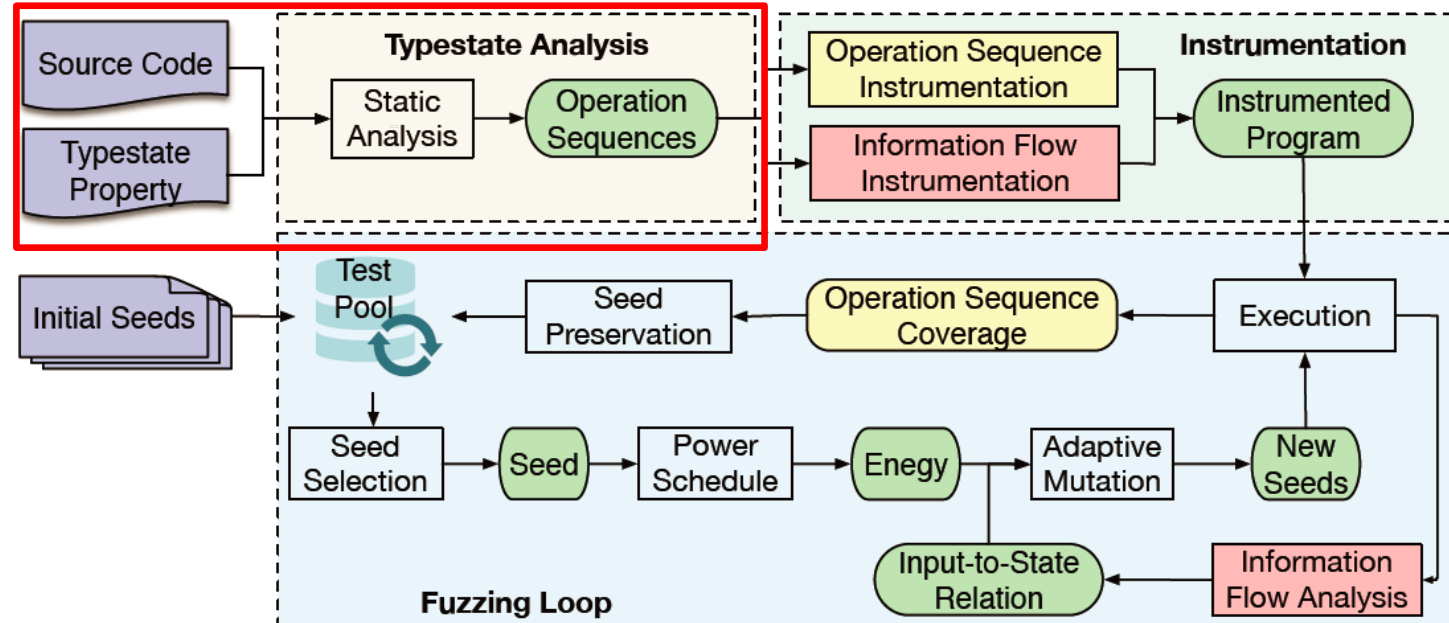 Source Code
Typestate
Property
Typestate Analysis
Static
Analysis
Operation
Sequences
Instrumentation
Operation Sequence
Instrumentation
Information Flow
Instrumentation
Instrumented
Program
Initial Seeds
Test
Pool
Seed
Preservation
Operation Sequence
Coverage
Execution
Seed
Selection
Seed
Power
Schedule
Enegy
Adaptive
Mutation
New
Seeds
Input-to-State
Relation
Information
Flow Analysis
Fuzzing Loop